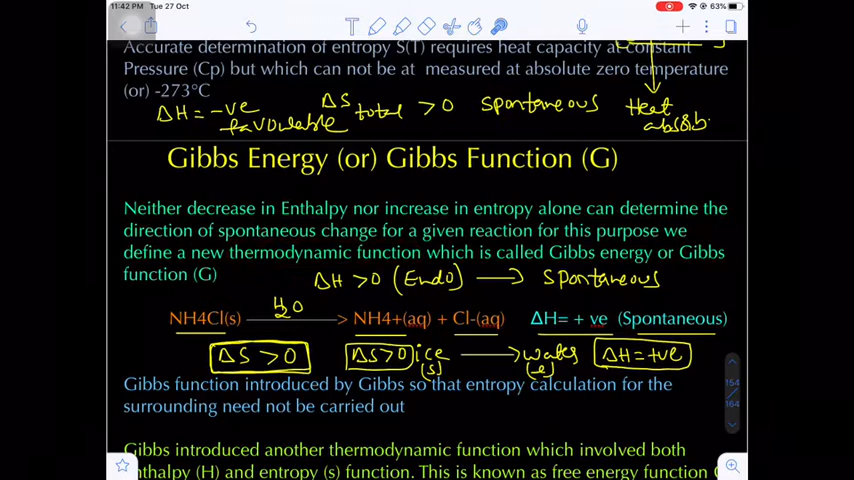 11:42 PM Tue 27 Oct
63%
Accurate determination of entropy S(T) requires heat capacity at Constant
Pressure (Cp) but which can not be at measured at absolute zero temperature
(or) -273°C
ΔH = -ve favourable ΔS total > 0 spontaneous Heat absorb.
Gibbs Energy (or) Gibbs Function (G)
Neither decrease in Enthalpy nor increase in entropy alone can determine the
direction of spontaneous change for a given reaction for this purpose we
define a new thermodynamic function which is called Gibbs energy or Gibbs
function (G)
ΔH > 0 (Endo) ⟶ Spontaneous
H2O
NH4Cl(s) ————> NH4+(aq) + Cl-(aq) ΔH= + ve (Spontaneous)
ΔS > 0 ΔS > 0 ice (s) ⟶ water (l) ΔH = +ve
Gibbs function introduced by Gibbs so that entropy calculation for the
surrounding need not be carried out
154
164
Gibbs introduced another thermodynamic function which involved both
enthalpy (H) and entropy (s) function. This is known as free energy function